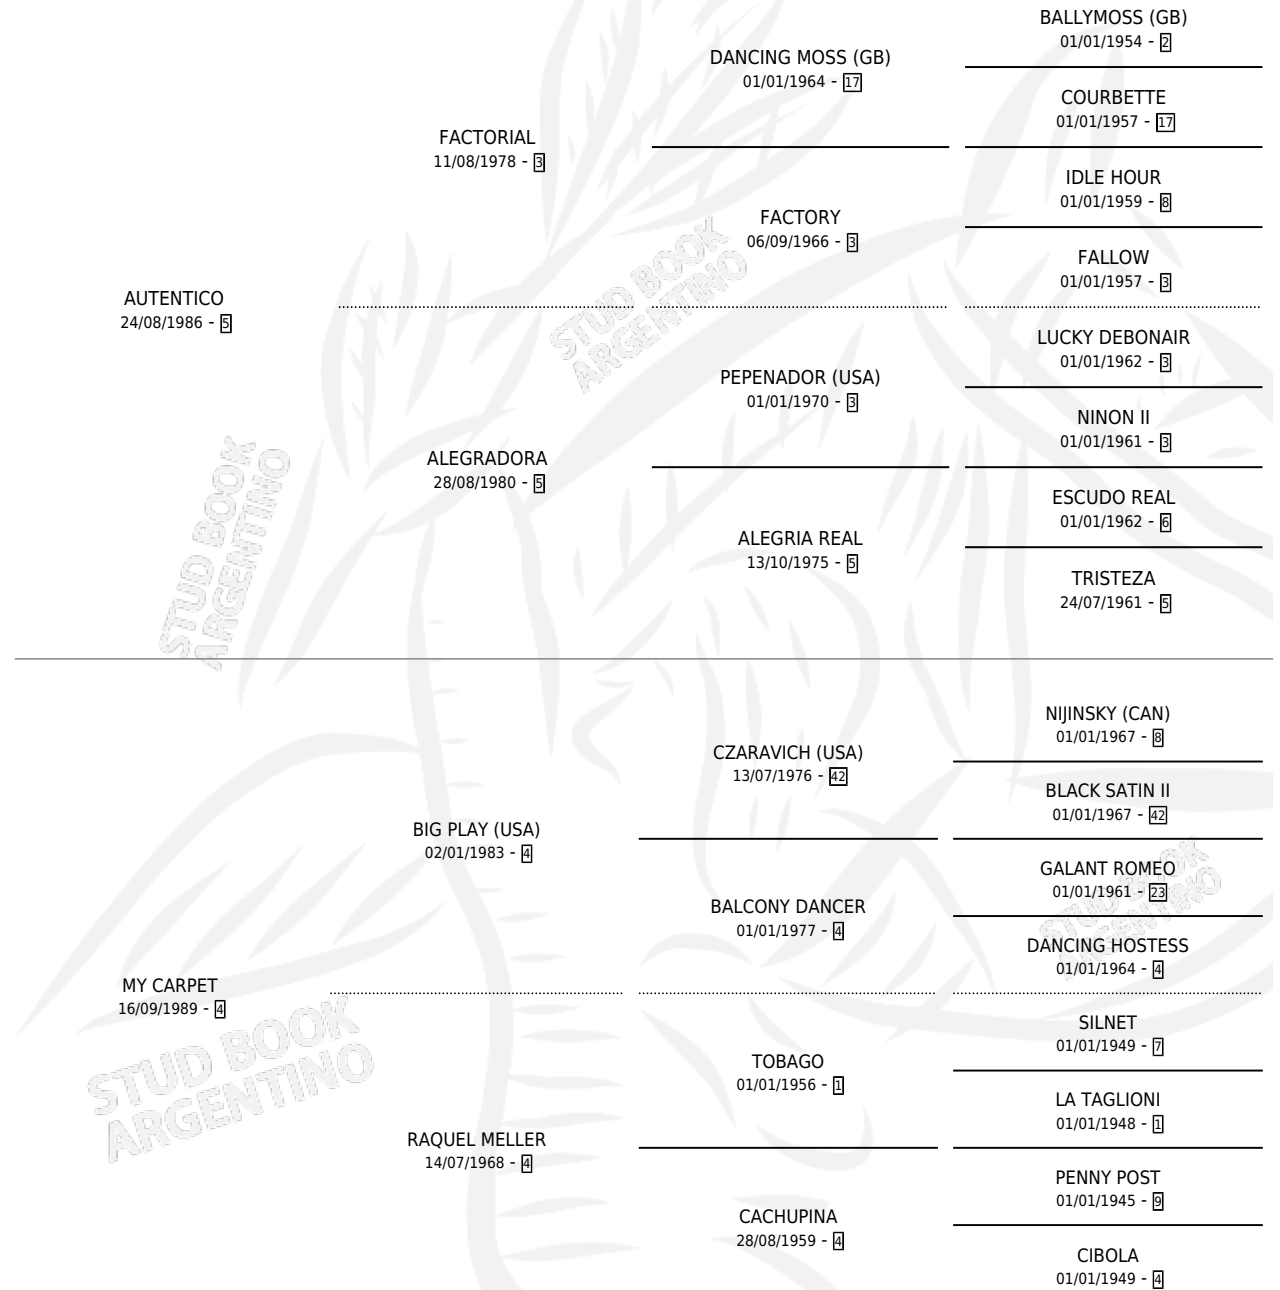 BALLYMOSS (GB)
01/01/1954 - 2
DANCING MOSS (GB)
01/01/1964 - 17
COURBETTE
01/01/1957 - 17
FACTORIAL
11/08/1978 - 3
IDLE HOUR
01/01/1959 - 8
FACTORY
06/09/1966 - 3
FALLOW
01/01/1957 - 3
AUTENTICO
24/08/1986 - 5
LUCKY DEBONAIR
01/01/1962 - 3
PEPENADOR (USA)
01/01/1970 - 3
NINON II
01/01/1961 - 3
ALEGRADORA
28/08/1980 - 5
ESCUDO REAL
01/01/1962 - 6
ALEGRIA REAL
13/10/1975 - 5
TRISTEZA
24/07/1961 - 5
STUD BOOK
ARGENTINO
STUD BOOK
ARGENTINO
NIJINSKY (CAN)
01/01/1967 - 8
CZARAVICH (USA)
13/07/1976 - 42
BLACK SATIN II
01/01/1967 - 42
BIG PLAY (USA)
02/01/1983 - 4
GALANT ROMEO
01/01/1961 - 23
BALCONY DANCER
01/01/1977 - 4
DANCING HOSTESS
01/01/1964 - 4
MY CARPET
16/09/1989 - 4
SILNET
01/01/1949 - 7
TOBAGO
01/01/1956 - 1
LA TAGLIONI
01/01/1948 - 1
RAQUEL MELLER
14/07/1968 - 4
PENNY POST
01/01/1945 - 9
CACHUPINA
28/08/1959 - 4
CIBOLA
01/01/1949 - 4
STUD BOOK
ARGENTINO
STUD BOOK
ARGENTINO